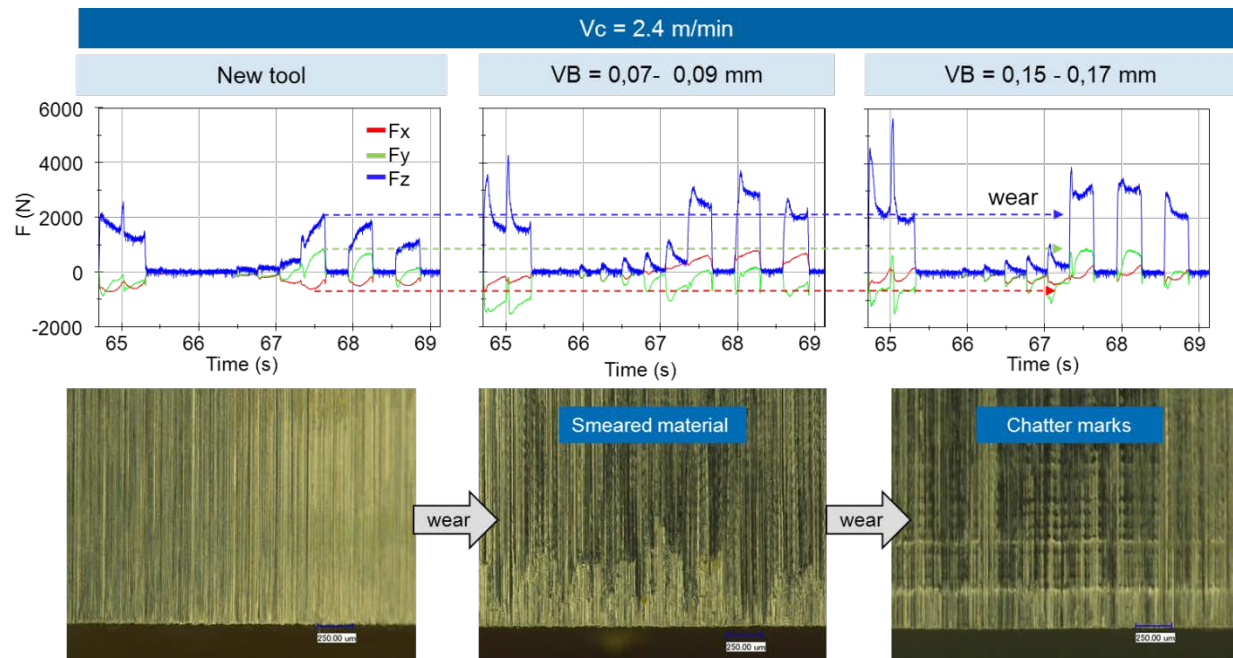 Vc = 2.4 m/min
New tool
VB = 0,07- 0,09 mm
VB = 0,15 - 0,17 mm
F (N)
6000
4000
2000
0
-2000
Fx
Fy
Fz
wear
65 66 67 68 69
65 66 67 68 69
65 66 67 68 69
Time (s)
Time (s)
Time (s)
Smeared material
Chatter marks
wear
wear
250.00 um
250.00 um
250.00 um